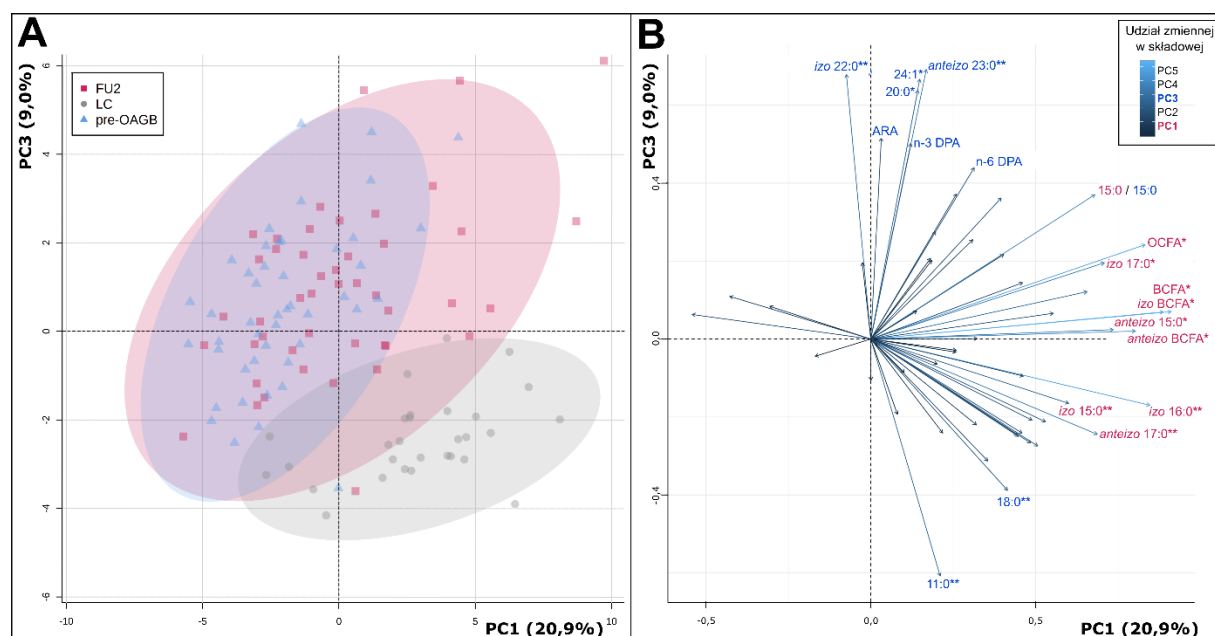 A
PC3 (9,0%)
6
4
2
0
-2
-4
-6
FU2
LC
pre-OAGB
-10
-5
0
5
10
PC1 (20,9%)
B
PC3 (9,0%)
0,4
0,0
-0,4
izo 22:0**
anteizo 23:0**
24:1*
20:0*
ARA
n-3 DPA
n-6 DPA
15:0 / 15:0
OCFA*
izo 17:0*
BCFA*
izo BCFA*
anteizo 15:0*
anteizo BCFA*
izo 15:0**
izo 16:0**
anteizo 17:0**
18:0**
11:0**
Udział zmiennej
w składowej
PC5
PC4
PC3
PC2
PC1
-0,5
0,0
0,5
PC1 (20,9%)